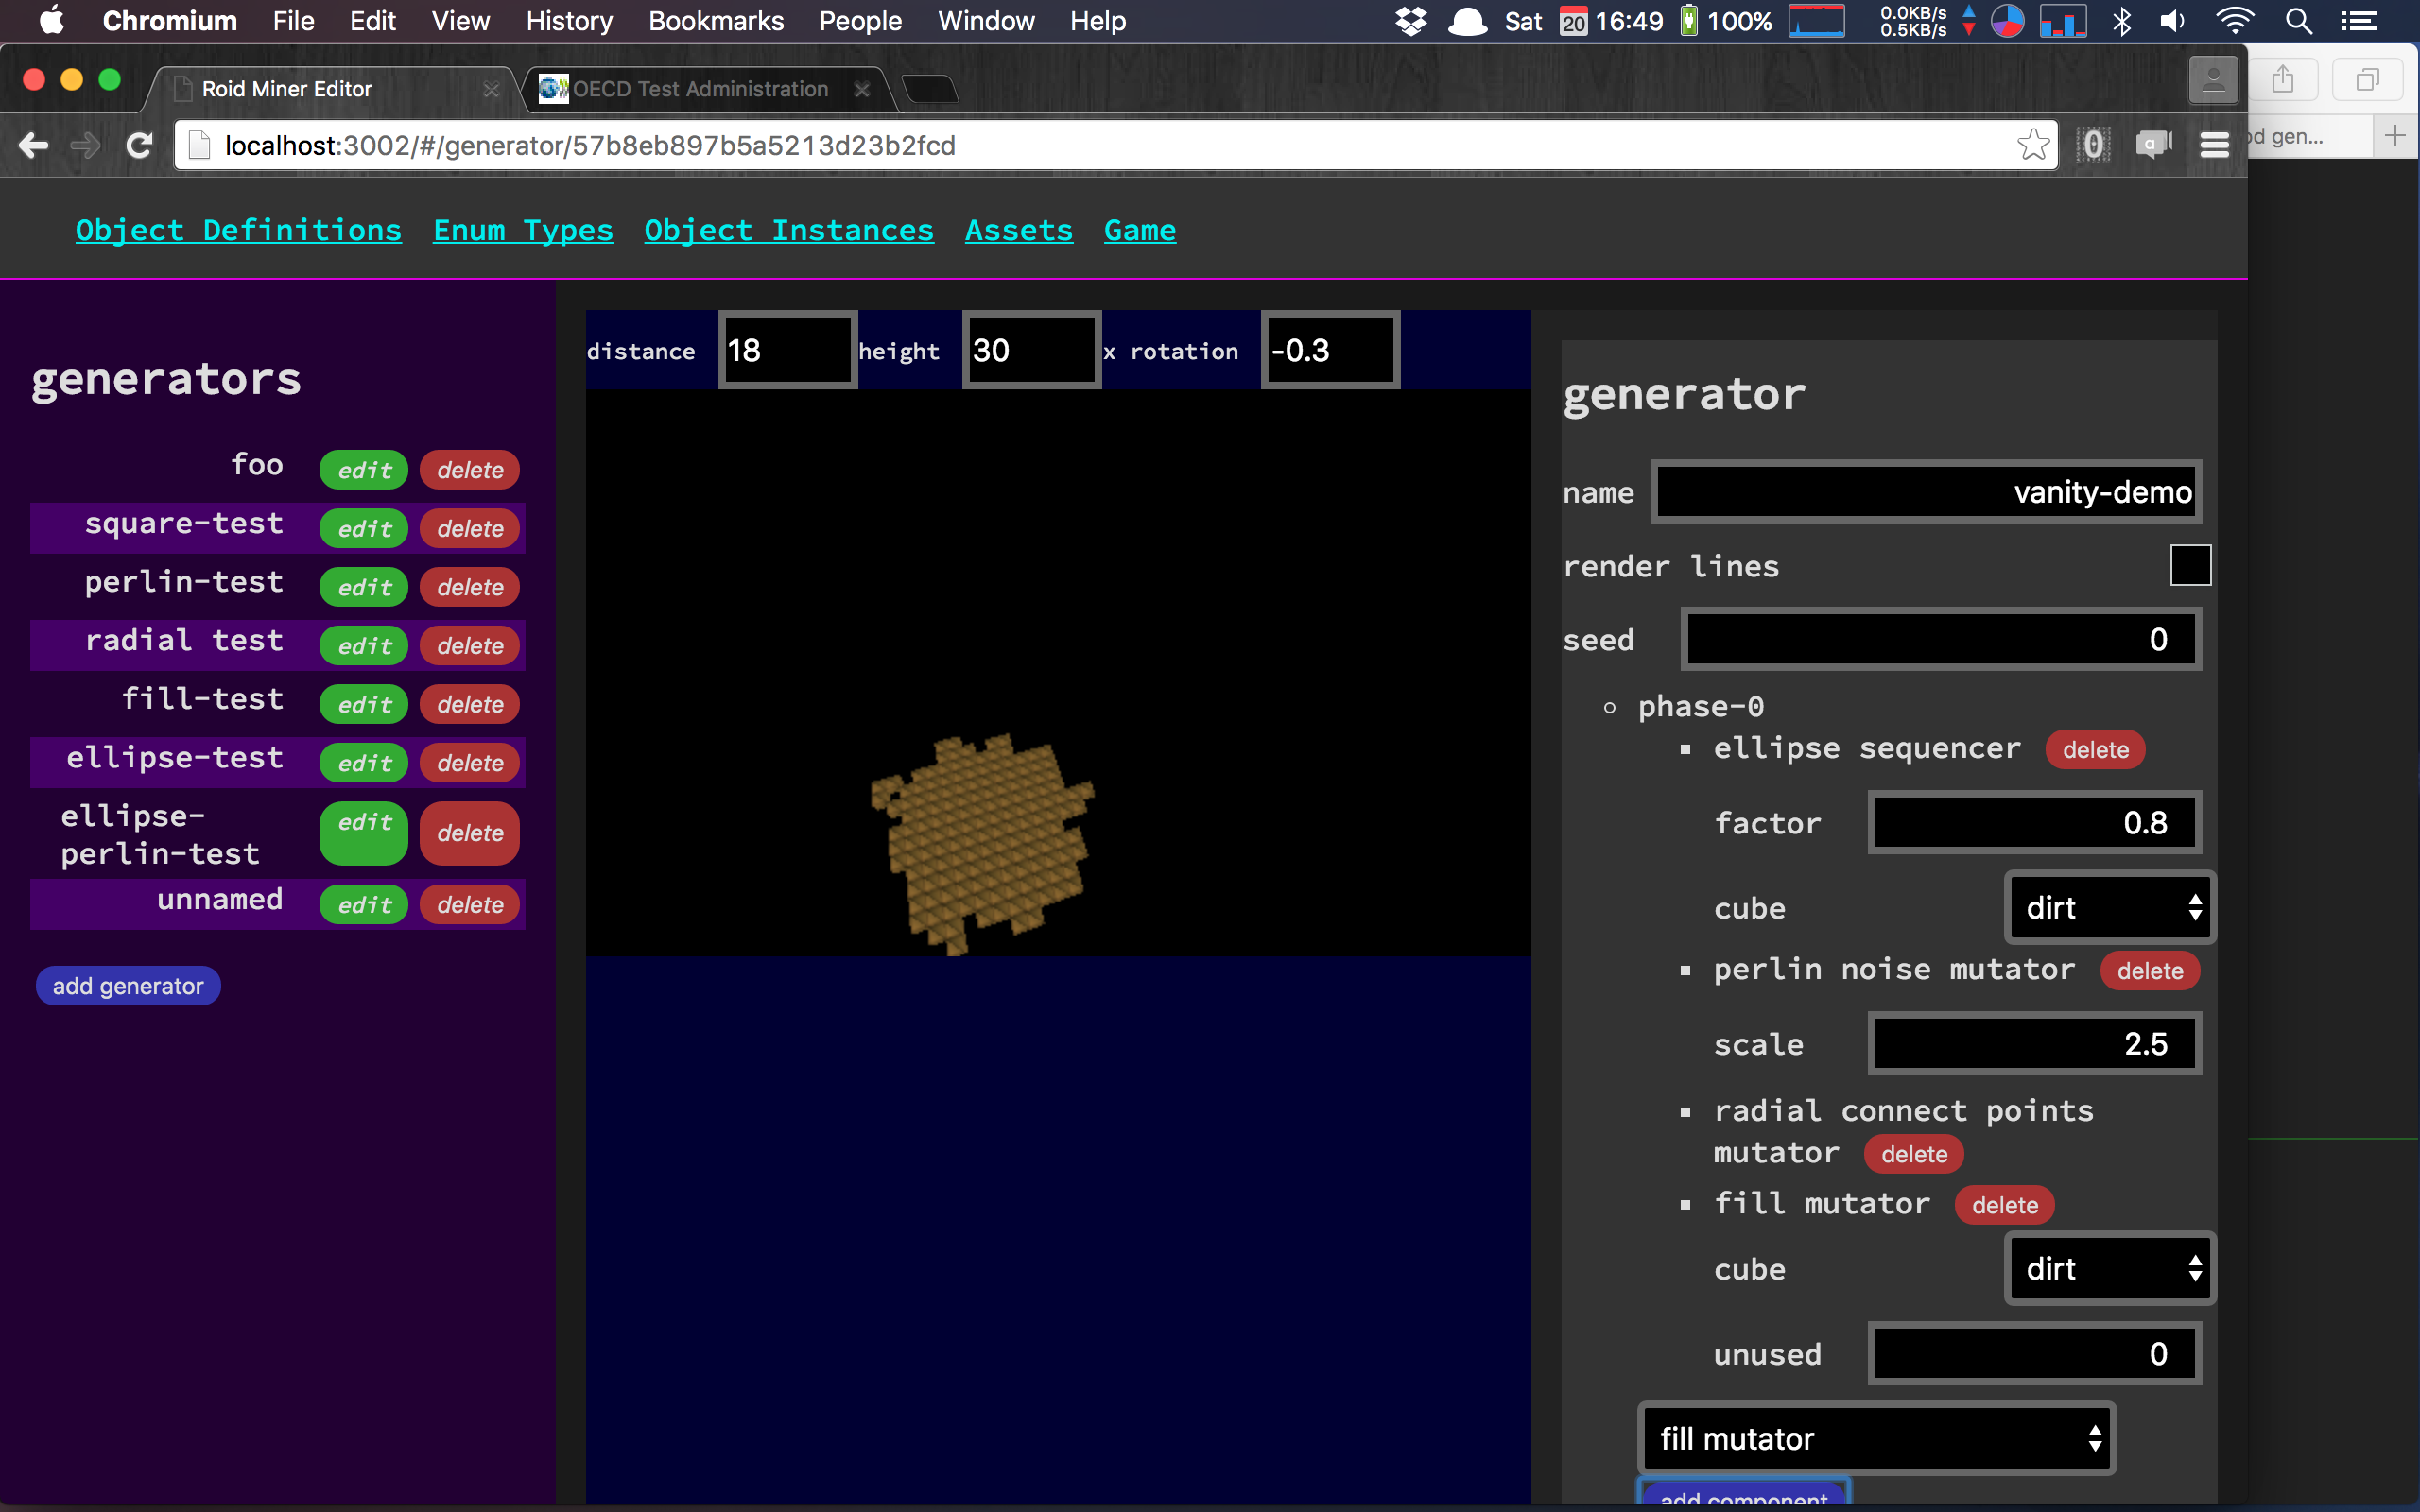 Chromium File Edit View History Bookmarks People Window Help Sat 20 16:49 100% 0.0KB/s 0.5KB/s
Roid Miner Editor OECD Test Administration
localhost:3002/#/generator/57b8eb897b5a5213d23b2fcd
gen...
Object Definitions Enum Types Object Instances Assets Game
generators
foo edit delete
square-test edit delete
perlin-test edit delete
radial test edit delete
fill-test edit delete
ellipse-test edit delete
ellipse-
perlin-test edit delete
unnamed edit delete
add generator
distance 18 height 30 x rotation -0.3
generator
name vanity-demo
render lines
seed 0
phase-0
ellipse sequencer delete
factor 0.8
cube dirt
perlin noise mutator delete
scale 2.5
radial connect points
mutator delete
fill mutator delete
cube dirt
unused 0
fill mutator
add component